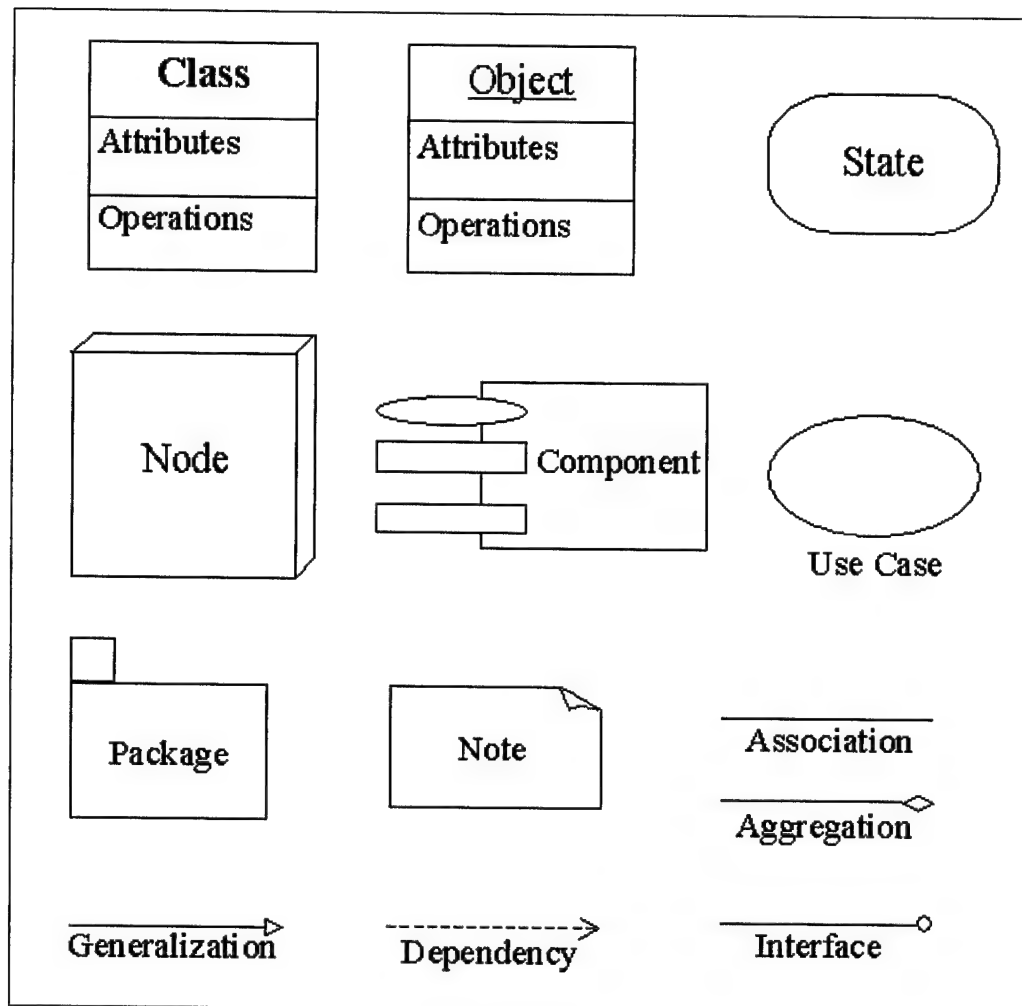 Class
Attributes
Operations
Object
Attributes
Operations
State
Node
Component
Use Case
Package
Note
Association
Aggregation
Generalization
Dependency
Interface